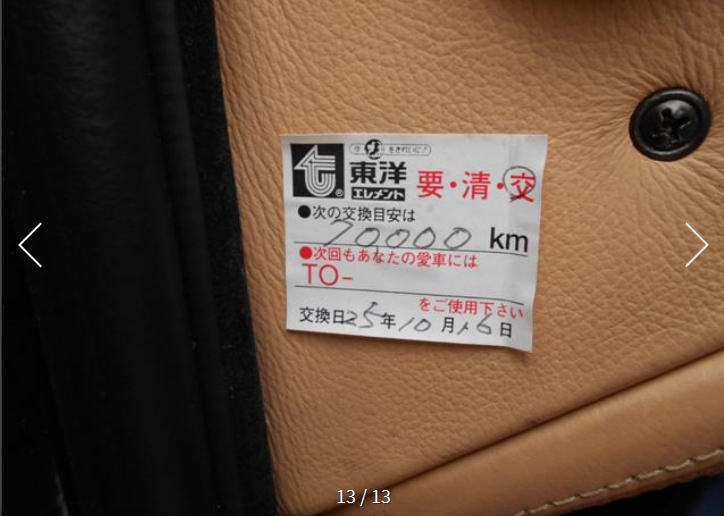 東洋
エレメント
要・清・交
●次の交換目安は
70000 km
●次回もあなたの愛車には
TO-
をご使用下さい
交換日25年10月16日
13 / 13